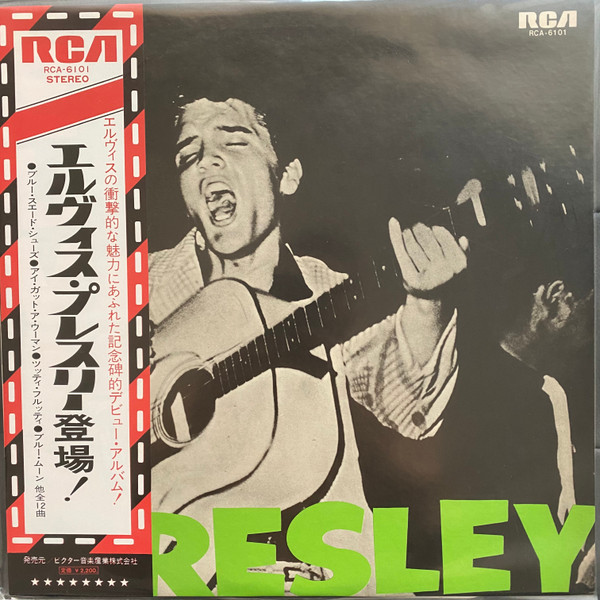 RCA
RCA-6101
STEREO
エルヴィスの衝撃的な魅力にあふれた記念碑的デビュー・アルバム!
エルヴィス・プレスリー登場!
●ブルー・スエード・シューズ●アイ・ガット・ア・ウーマン●ツッティ・フルッティ●ブルー・ムーン 他全12曲
発売元 ビクター音楽産業株式会社
定価 ¥2,200
RCA
RCA-6101
RESLEY